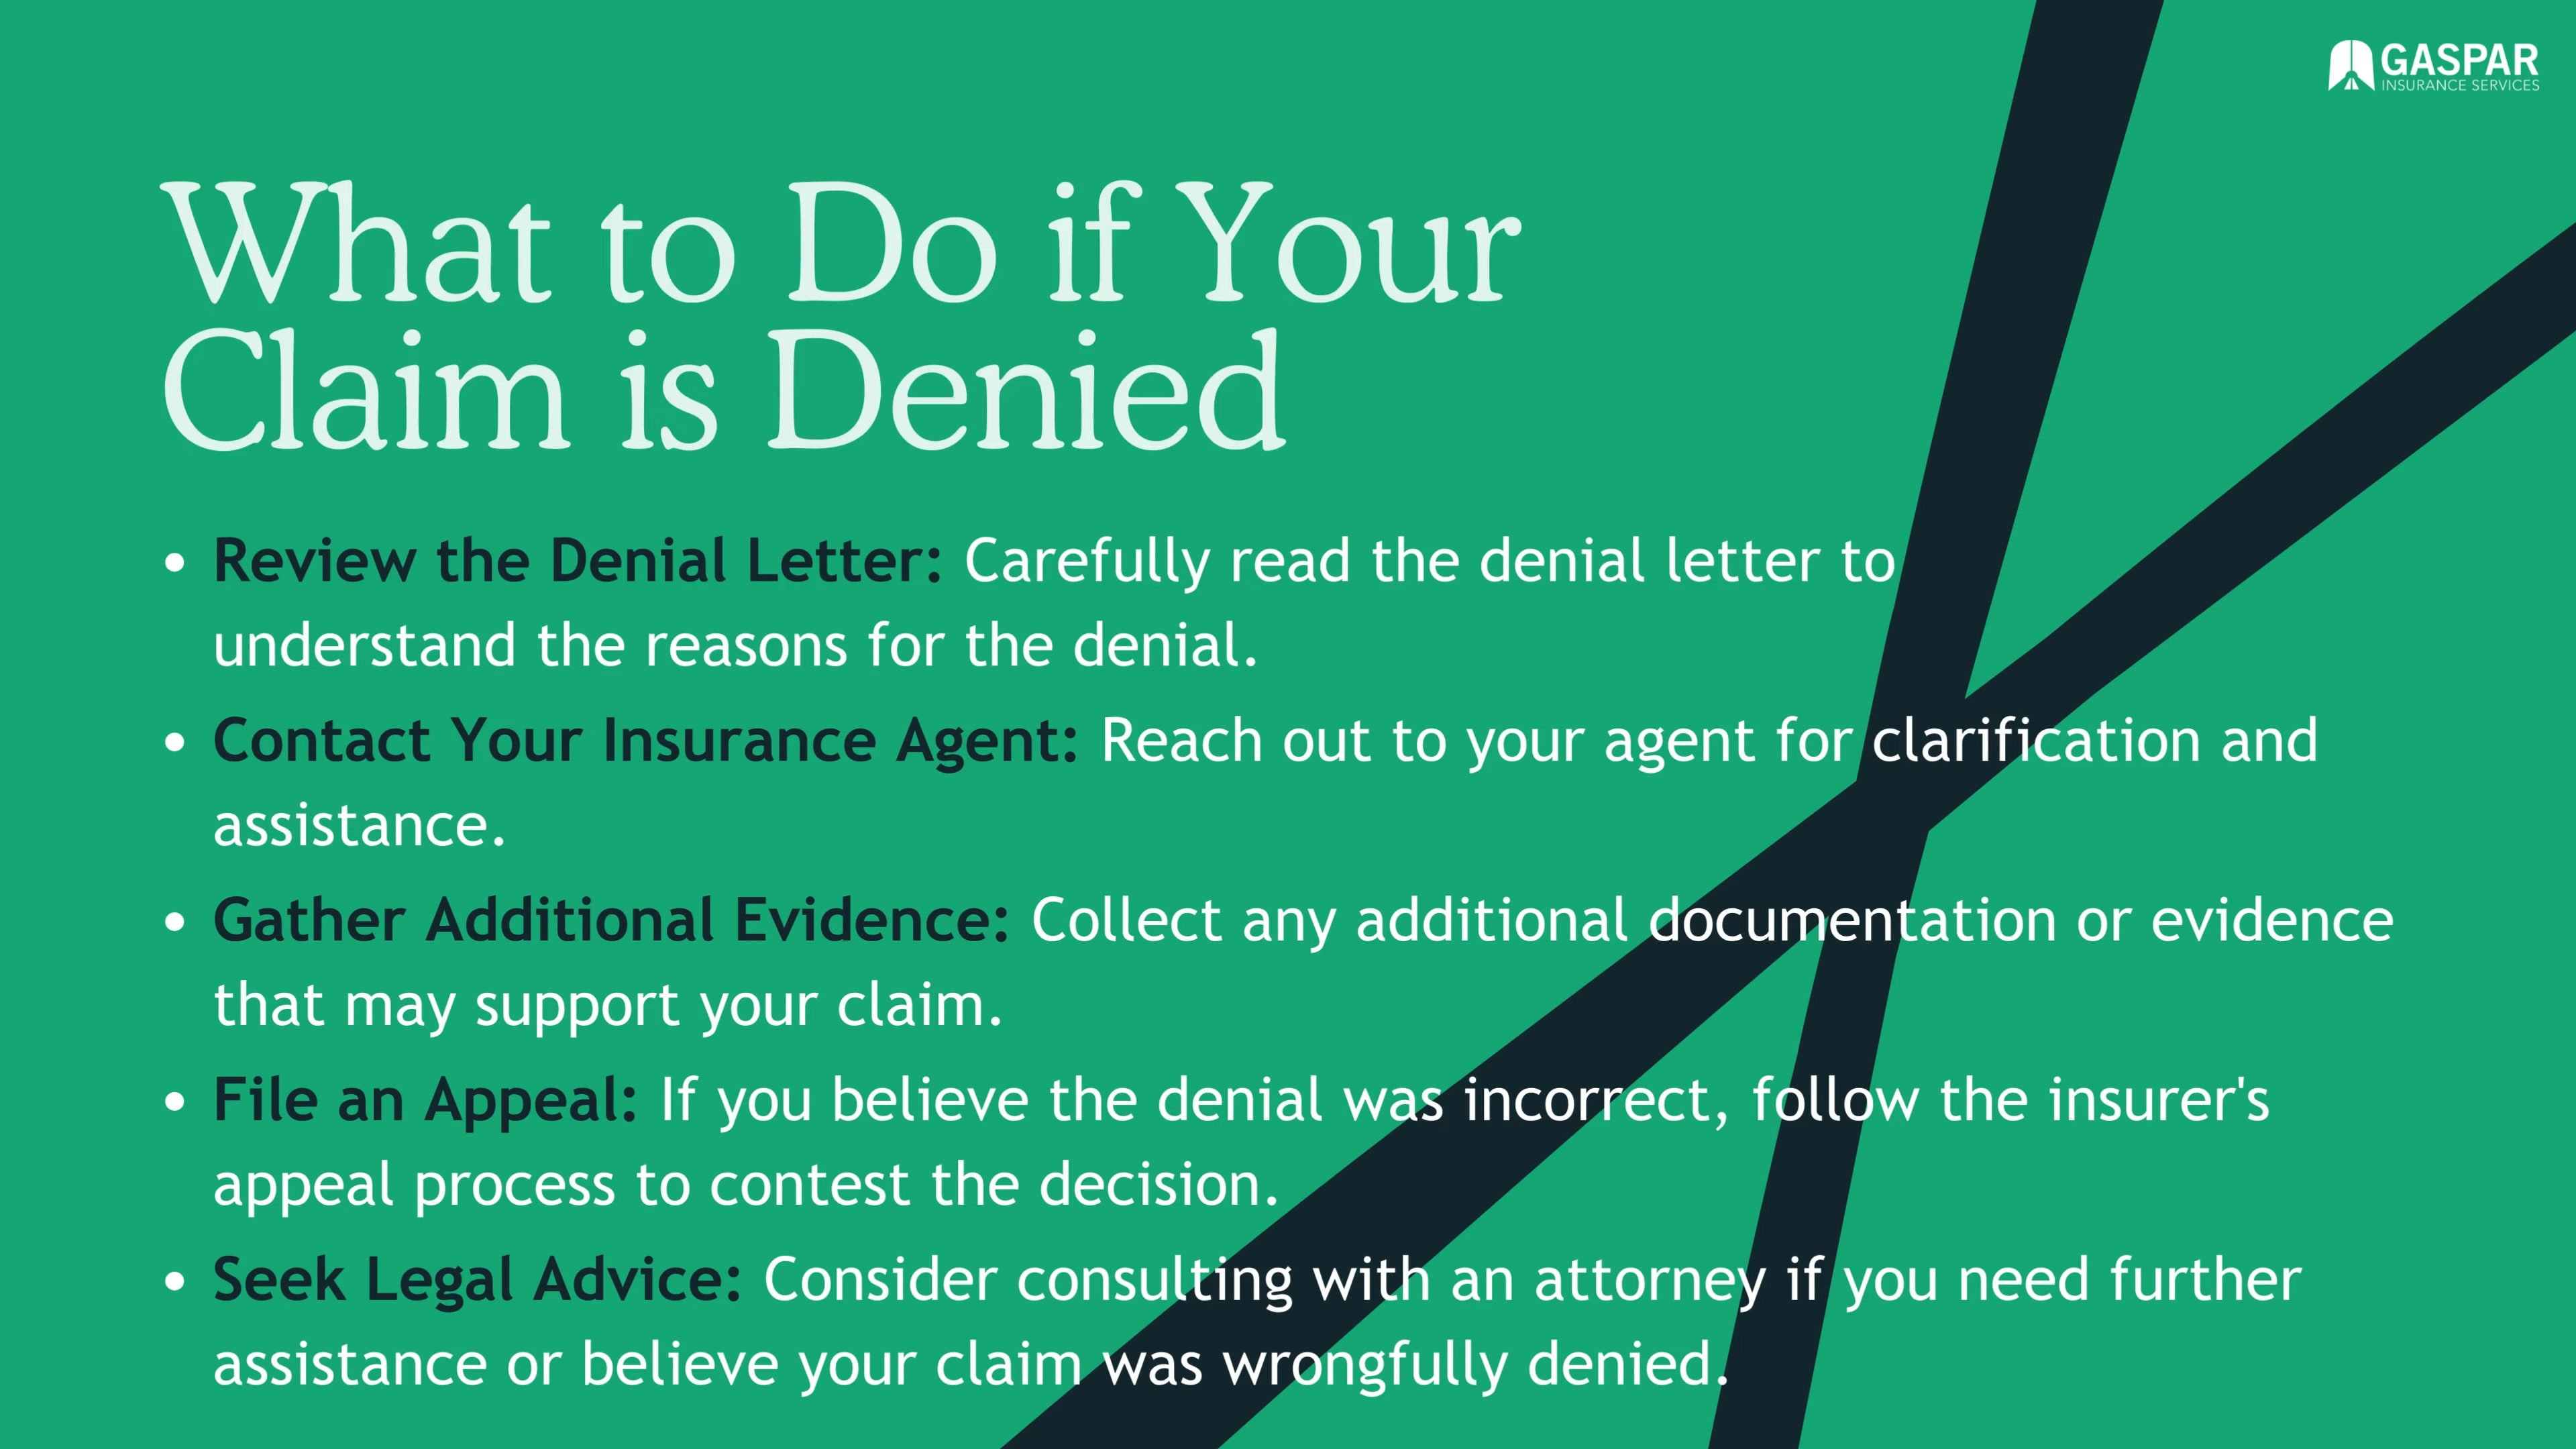 GASPAR
INSURANCE SERVICES
What to Do if Your
Claim is Denied
• Review the Denial Letter: Carefully read the denial letter to
understand the reasons for the denial.
• Contact Your Insurance Agent: Reach out to your agent for clarification and
assistance.
• Gather Additional Evidence: Collect any additional documentation or evidence
that may support your claim.
• File an Appeal: If you believe the denial was incorrect, follow the insurer's
appeal process to contest the decision.
• Seek Legal Advice: Consider consulting with an attorney if you need further
assistance or believe your claim was wrongfully denied.